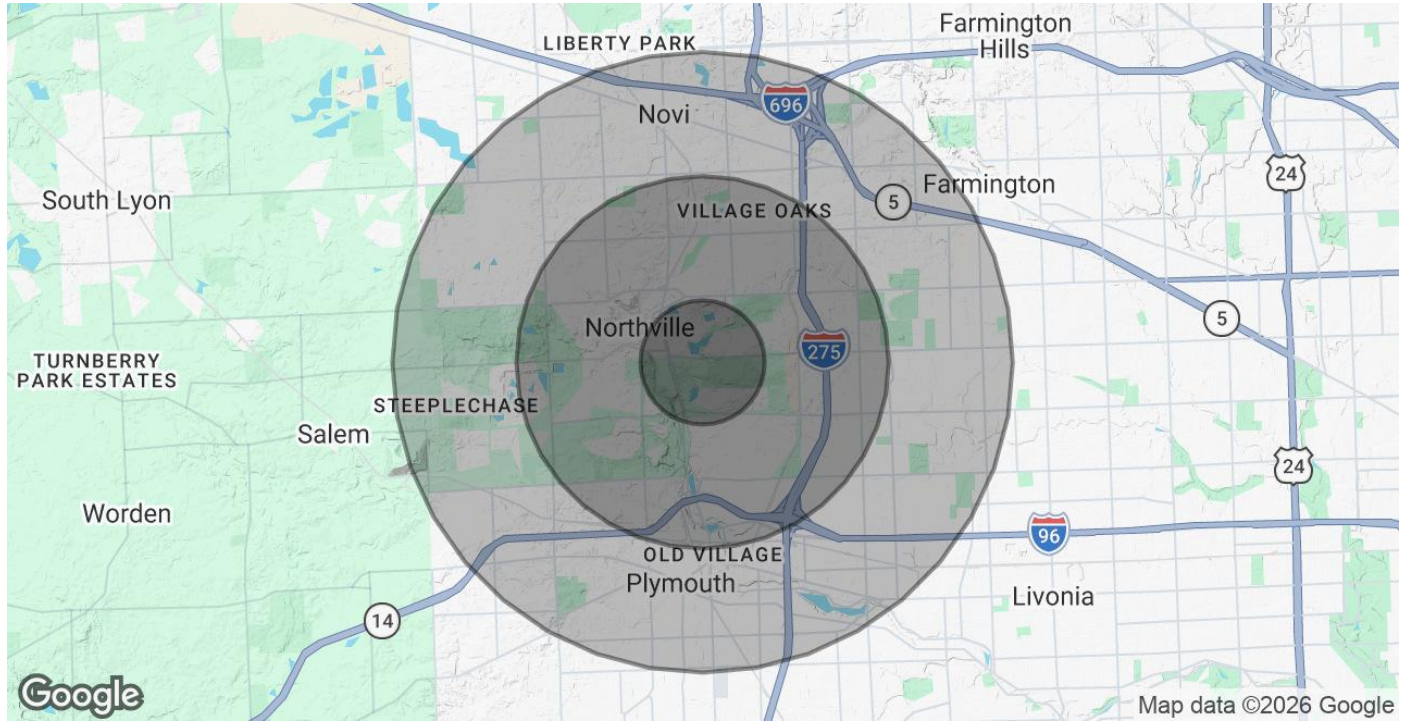 LIBERTY PARK
Farmington
Hills
696
Novi
24
Farmington
South Lyon
5
VILLAGE OAKS
5
Northville
275
TURNBERRY
PARK ESTATES
STEEPLECHASE
Salem
24
Worden
96
OLD VILLAGE
Plymouth
Livonia
14
Google
Map data ©2026 Google